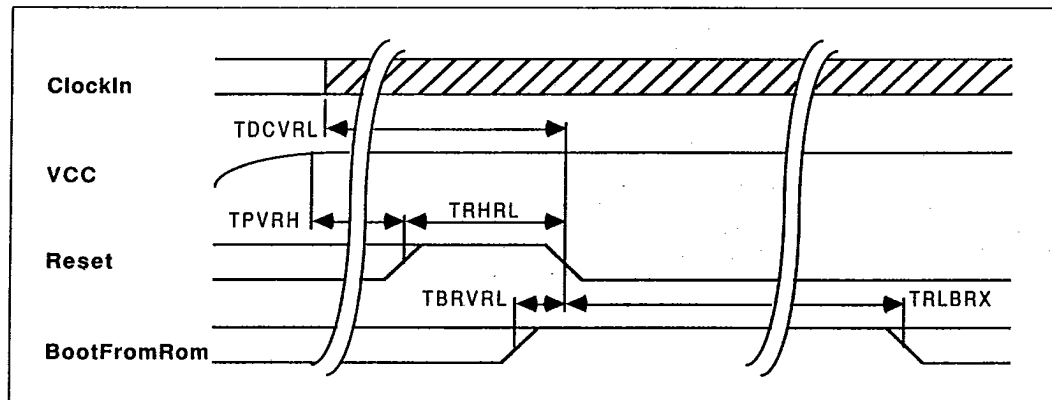 ClockIn
TDCVRL
VCC
TPVRH
TRHRL
Reset
TBRVRL
TRLBRX
BootFromRom